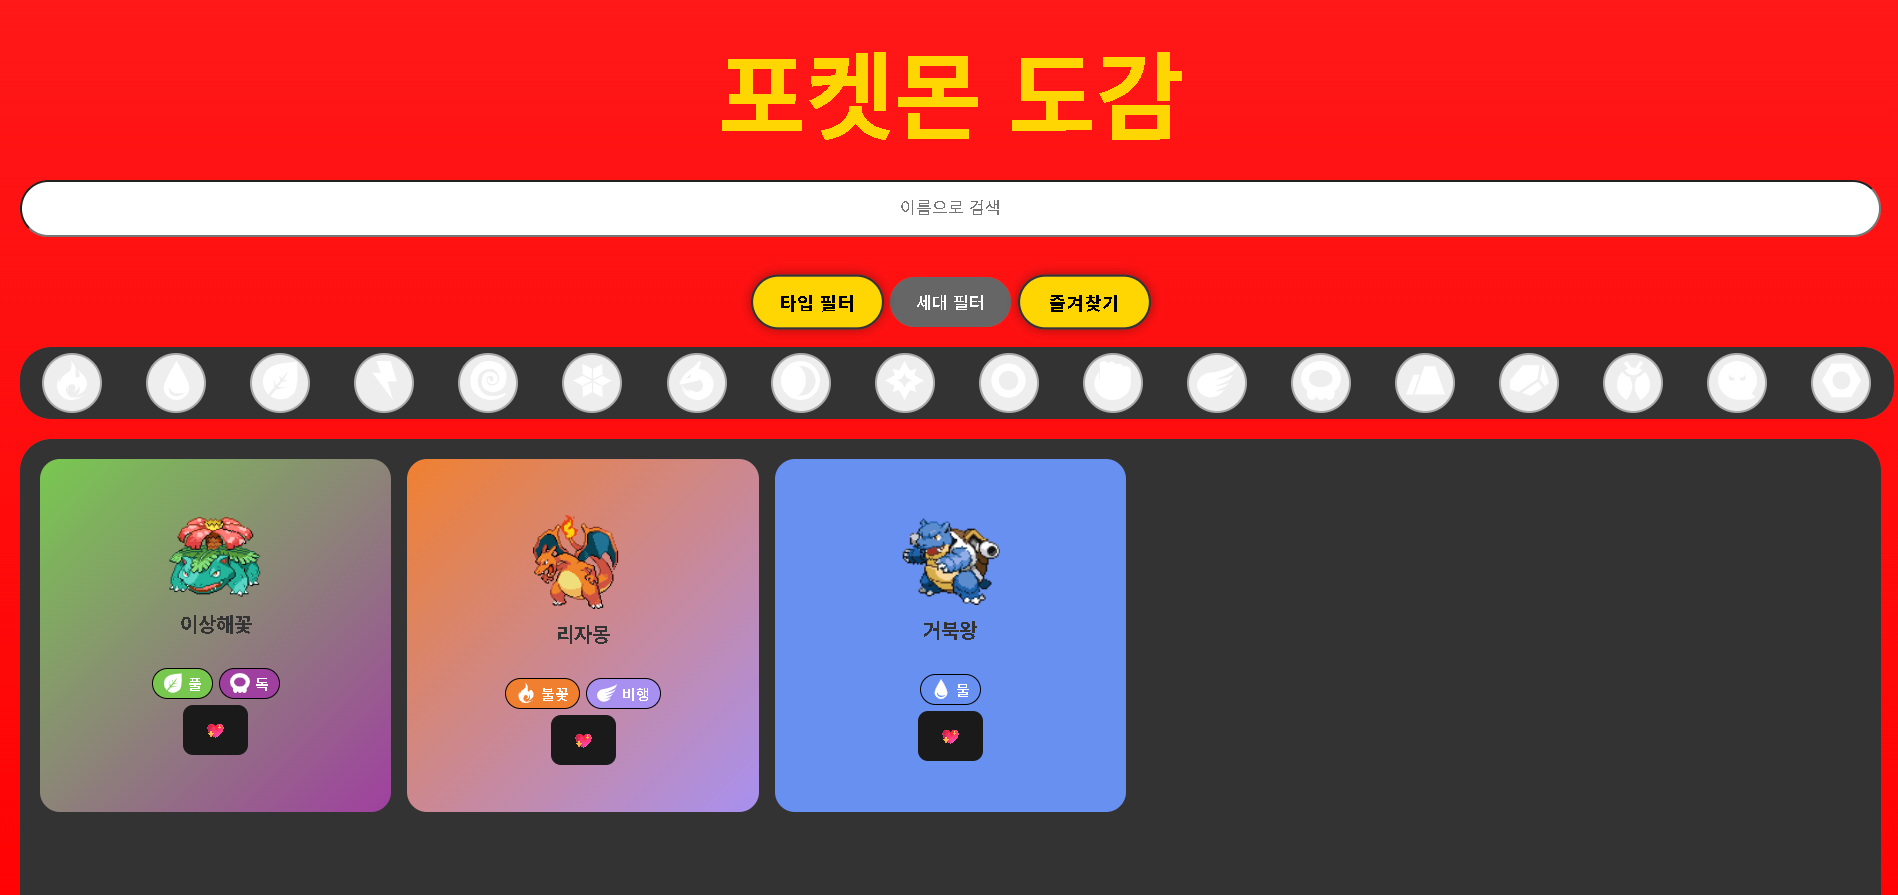 포켓몬 도감
이름으로 검색
타입 필터 세대 필터 즐겨찾기
이상해꽃
풀 독
리자몽
불꽃 비행
거북왕
물